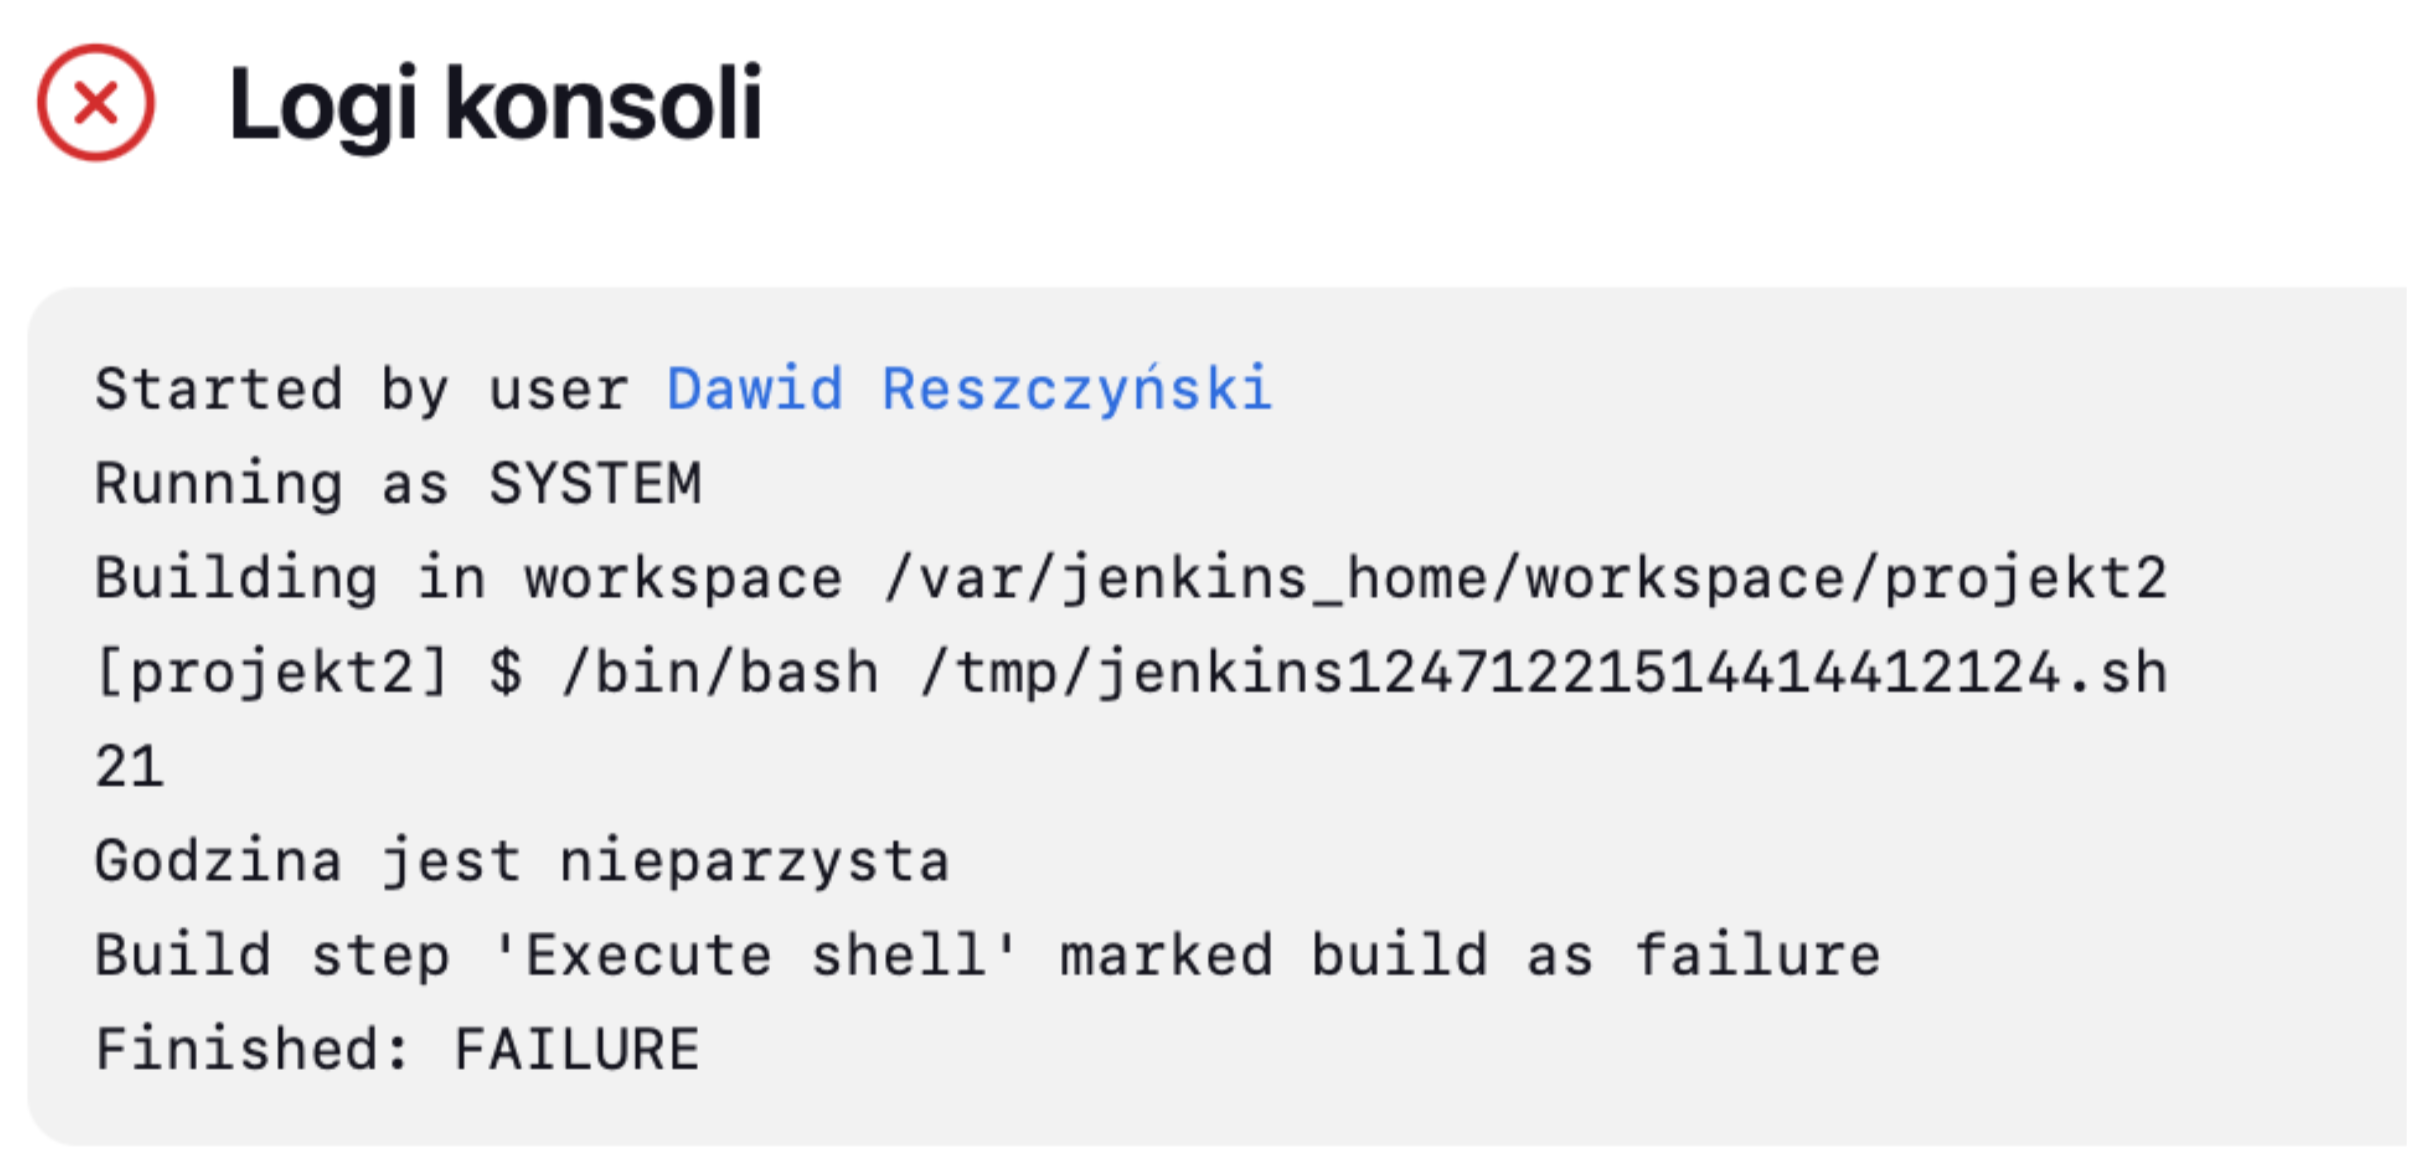 Logi konsoli
Started by user Dawid Reszczyński
Running as SYSTEM
Building in workspace /var/jenkins_home/workspace/projekt2
[projekt2] $ /bin/bash /tmp/jenkins12471221514414412124.sh
21
Godzina jest nieparzysta
Build step 'Execute shell' marked build as failure
Finished: FAILURE